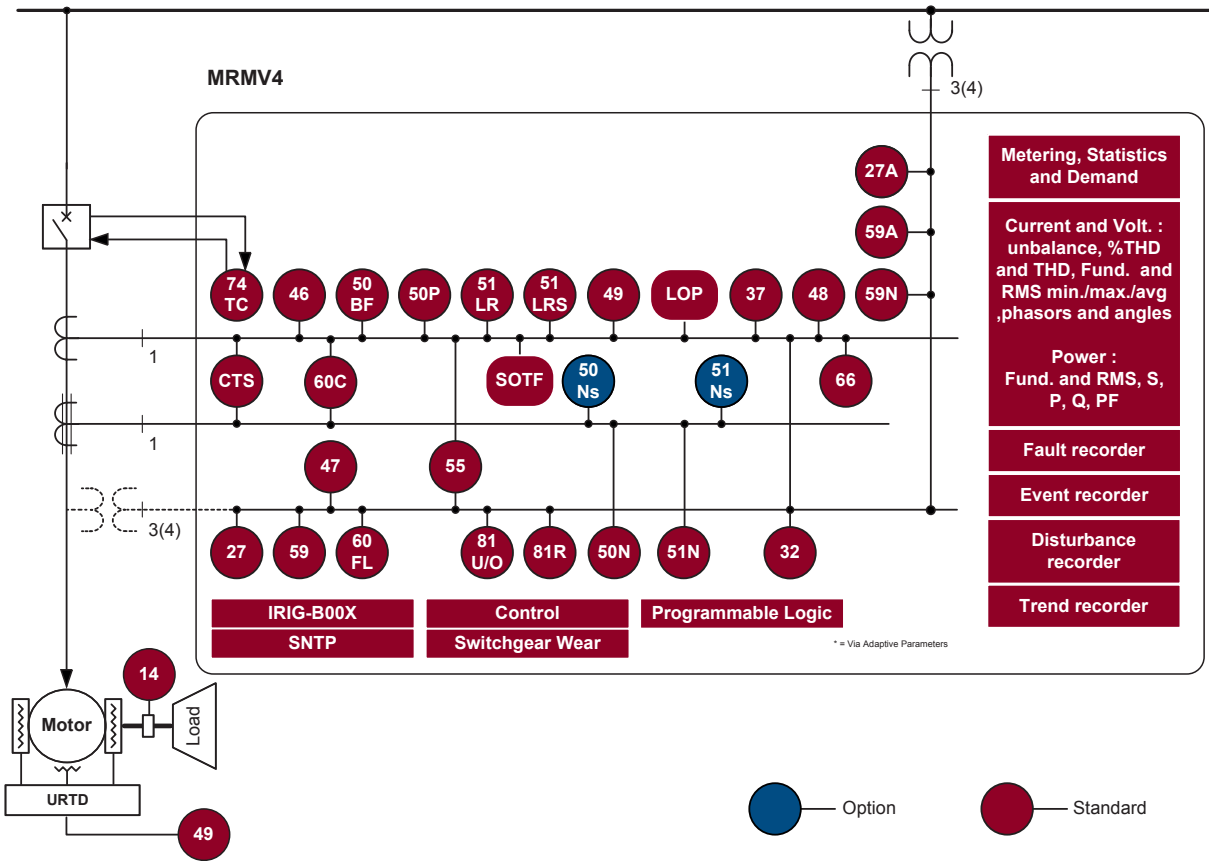 MRMV4
3(4)
27A
59A
74
TC
46
50
BF
50P
51
LR
51
LRS
49
LOP
37
48
59N
1
CTS
60C
SOTF
50
Ns
51
Ns
66
1
47
55
3(4)
27
59
60
FL
81
U/O
81R
50N
51N
32
IRIG-B00X
Control
Programmable Logic
SNTP
Switchgear Wear
* = Via Adaptive Parameters
Metering, Statistics
and Demand
Current and Volt. :
unbalance, %THD
and THD, Fund. and
RMS min./max./avg
,phasors and angles
Power :
Fund. and RMS, S,
P, Q, PF
Fault recorder
Event recorder
Disturbance
recorder
Trend recorder
14
Motor
Load
URTD
49
Option
Standard